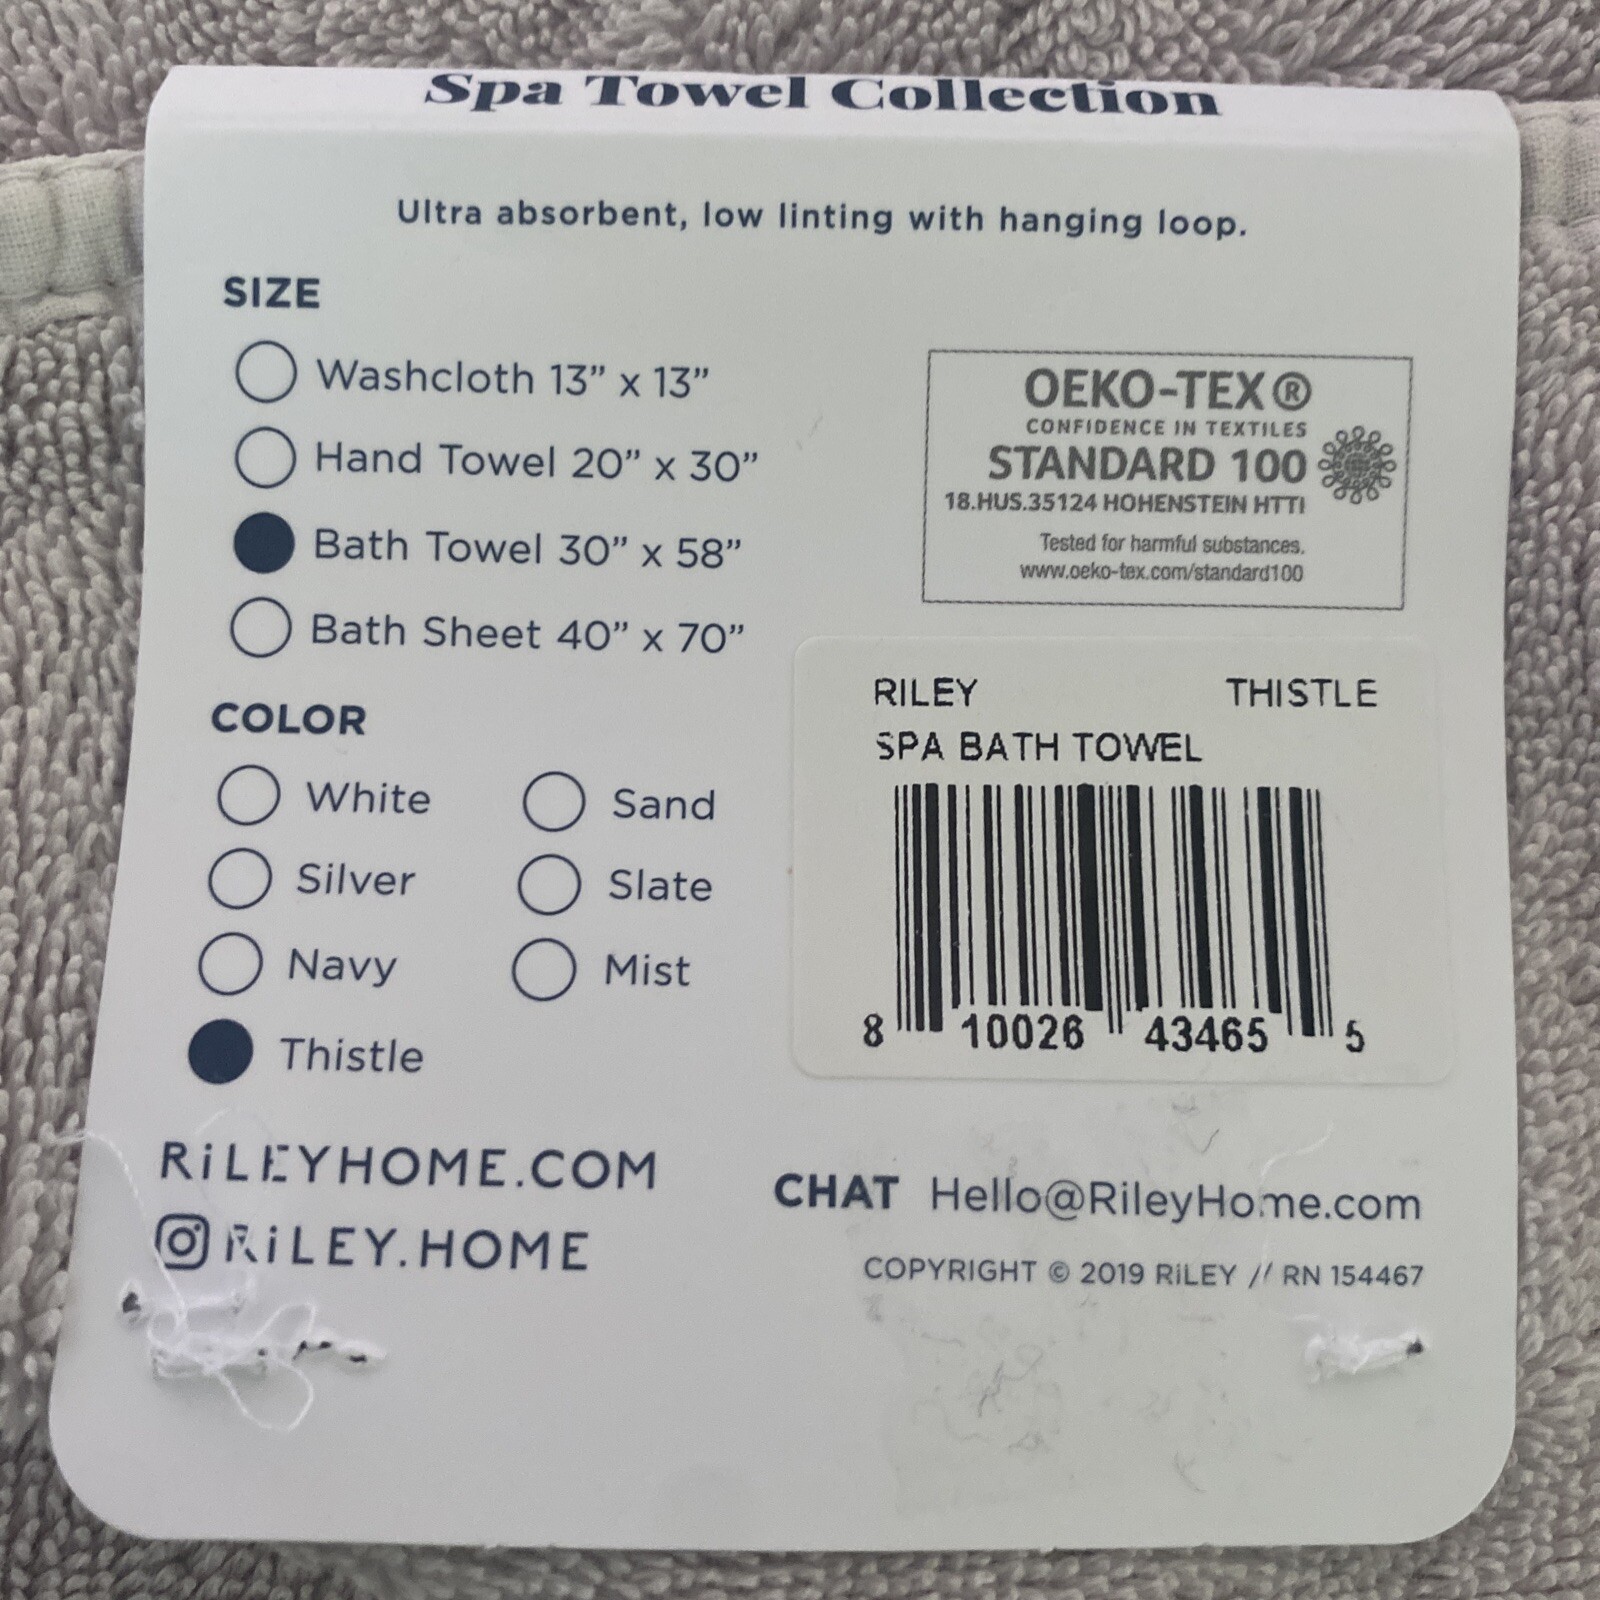 Spa Towel Collection
Ultra absorbent, low linting with hanging loop.
SIZE
Washcloth 13” x 13”
Hand Towel 20” x 30”
Bath Towel 30” x 58”
Bath Sheet 40” x 70”
OEKO-TEX®
CONFIDENCE IN TEXTILES
STANDARD 100
18.HUS.35124 HOHENSTEIN HTTI
Tested for harmful substances.
www.oeko-tex.com/standard100
COLOR
White
Sand
Silver
Slate
Navy
Mist
Thistle
RILEY THISTLE
SPA BATH TOWEL
8 10026 43465 5
RiLEYHOME.COM
RiLEY.HOME
CHAT Hello@RileyHome.com
COPYRIGHT © 2019 RiLEY // RN 154467